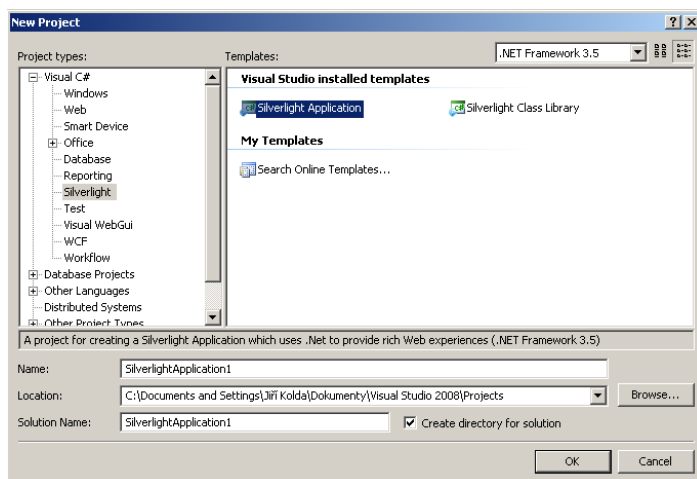 New Project
Project types:
Templates:
.NET Framework 3.5
Visual C#
Windows
Web
Smart Device
Office
Database
Reporting
Silverlight
Test
Visual WebGui
WCF
Workflow
Database Projects
Other Languages
Distributed Systems
Other Project Types
Visual Studio installed templates
Silverlight Application
Silverlight Class Library
My Templates
Search Online Templates...
A project for creating a Silverlight Application which uses .Net to provide rich Web experiences (.NET Framework 3.5)
Name:
SilverlightApplication1
Location:
C:\Documents and Settings\Jiří Kolda\Dokumenty\Visual Studio 2008\Projects
Browse...
Solution Name:
SilverlightApplication1
Create directory for solution
OK
Cancel